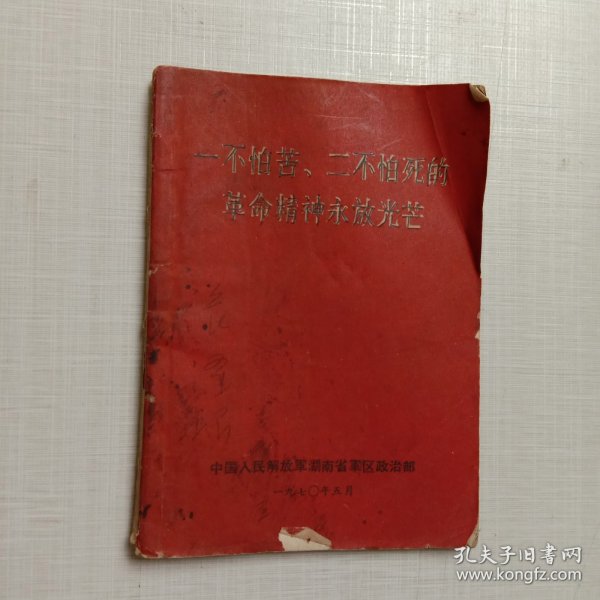 一不怕苦、二不怕死的
革命精神永放光芒
中国人民解放军湖南省军区政治部
一九七〇年五月
孔夫子旧书网
www.kongfz.com